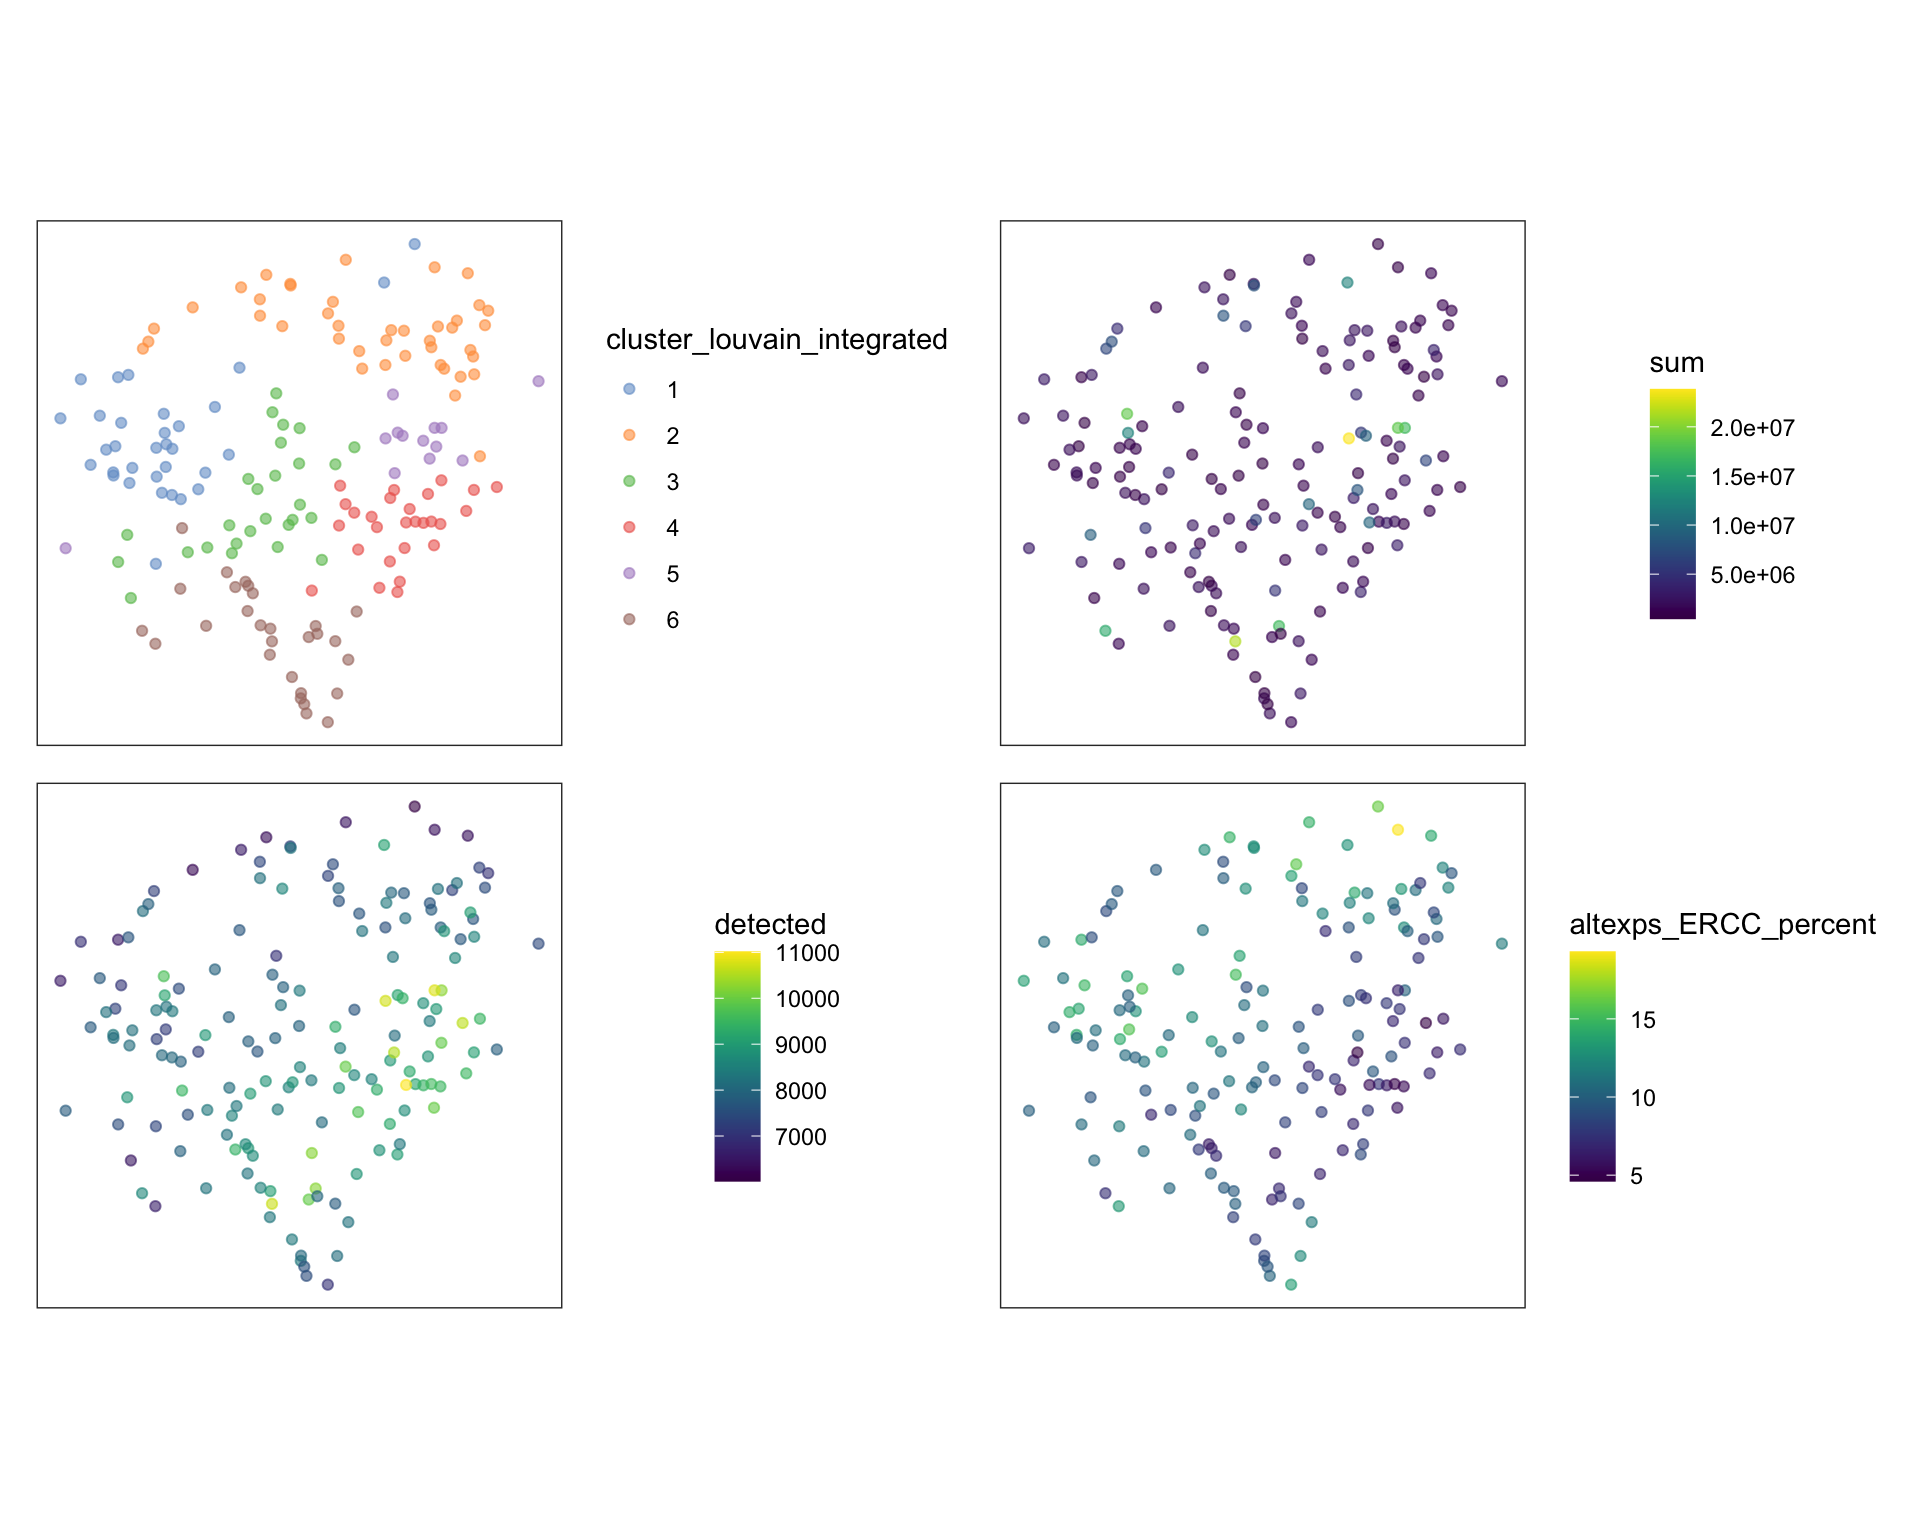 cluster_louvain_integrated
1
2
3
4
5
6
sum
2.0e+07
1.5e+07
1.0e+07
5.0e+06
detected
11000
10000
9000
8000
7000
altexps_ERCC_percent
15
10
5